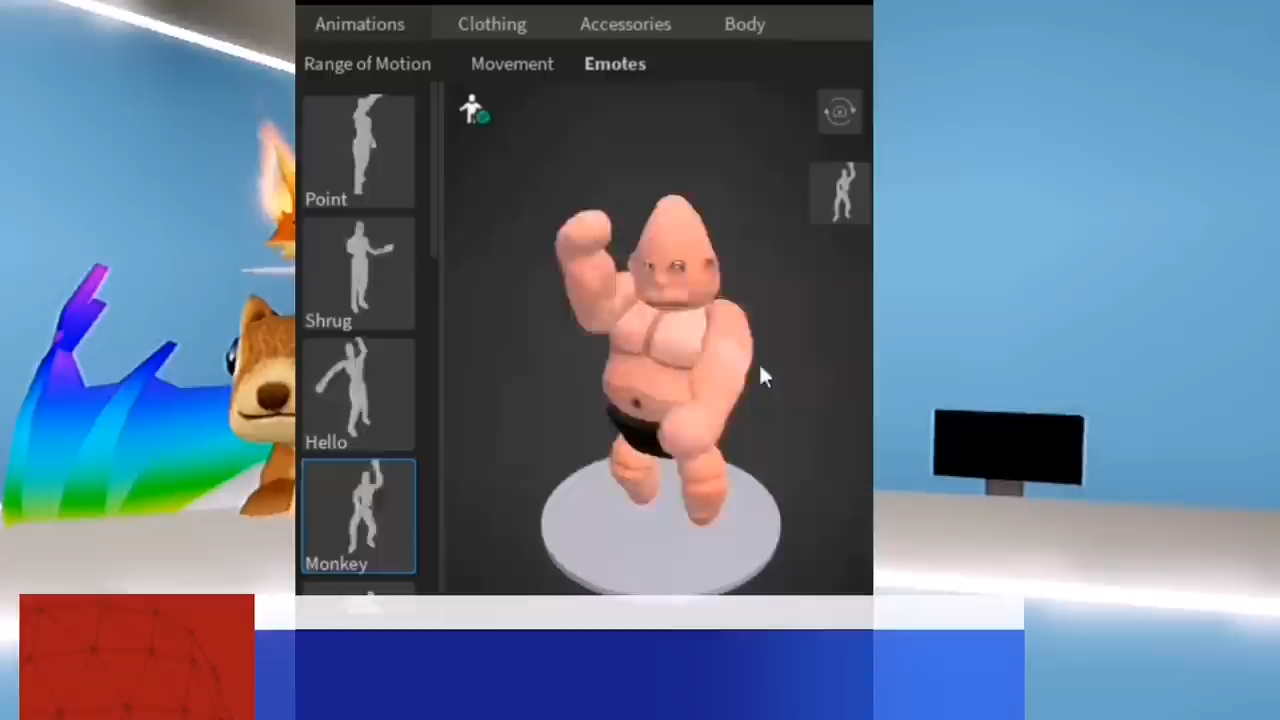 Animations Clothing Accessories Body
Range of Motion Movement Emotes
Point
Shrug
Hello
Monkey